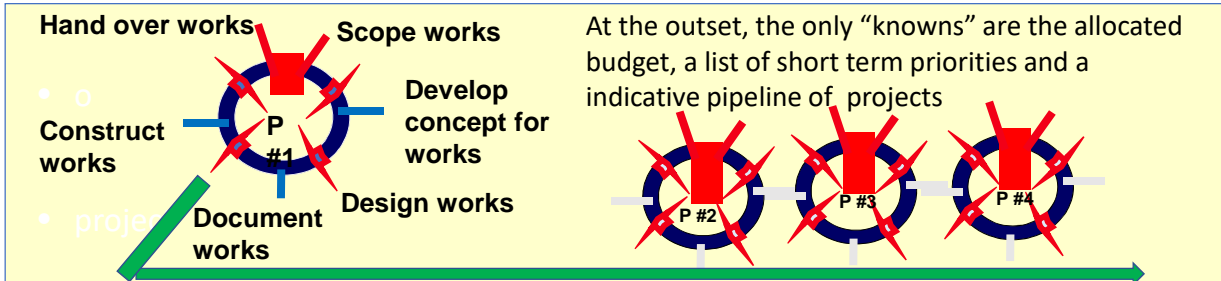 Hand over works
Scope works
• o
Construct
works
P
#1
Develop
concept for
works
• projec
Document
works
Design works
At the outset, the only “knowns” are the allocated
budget, a list of short term priorities and a
indicative pipeline of projects
P #2
P #3
P #4